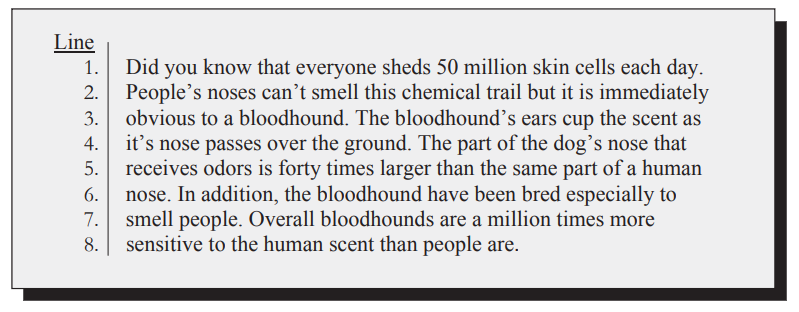 Line
1. Did you know that everyone sheds 50 million skin cells each day.
2. People’s noses can’t smell this chemical trail but it is immediately
3. obvious to a bloodhound. The bloodhound’s ears cup the scent as
4. it’s nose passes over the ground. The part of the dog’s nose that
5. receives odors is forty times larger than the same part of a human
6. nose. In addition, the bloodhound have been bred especially to
7. smell people. Overall bloodhounds are a million times more
8. sensitive to the human scent than people are.